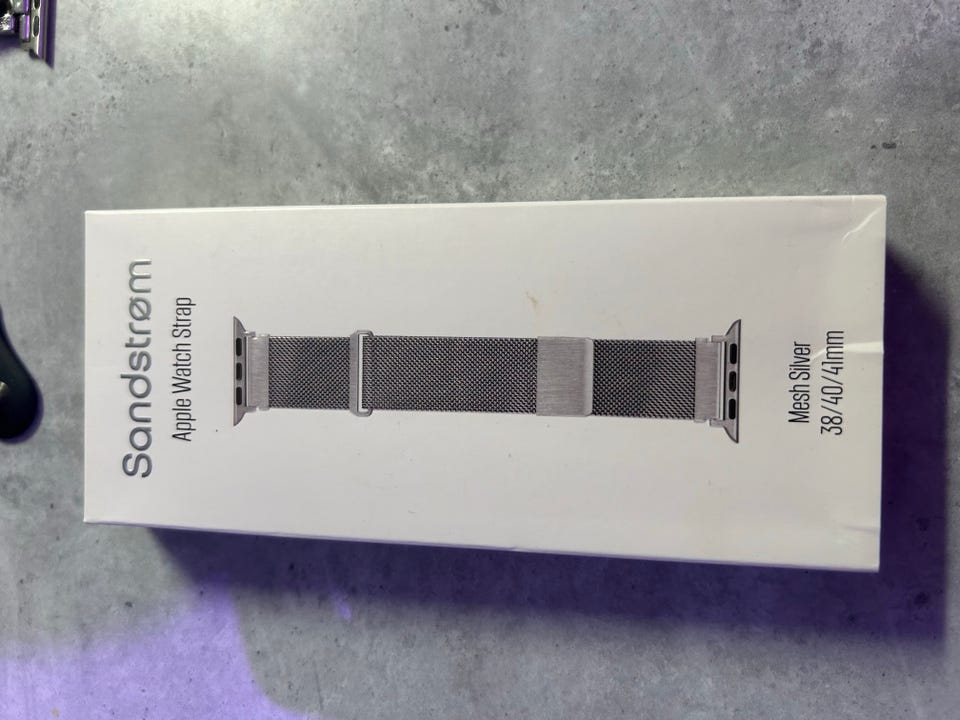 Sandstrøm
Apple Watch Strap
Mesh Silver
38/40/41mm